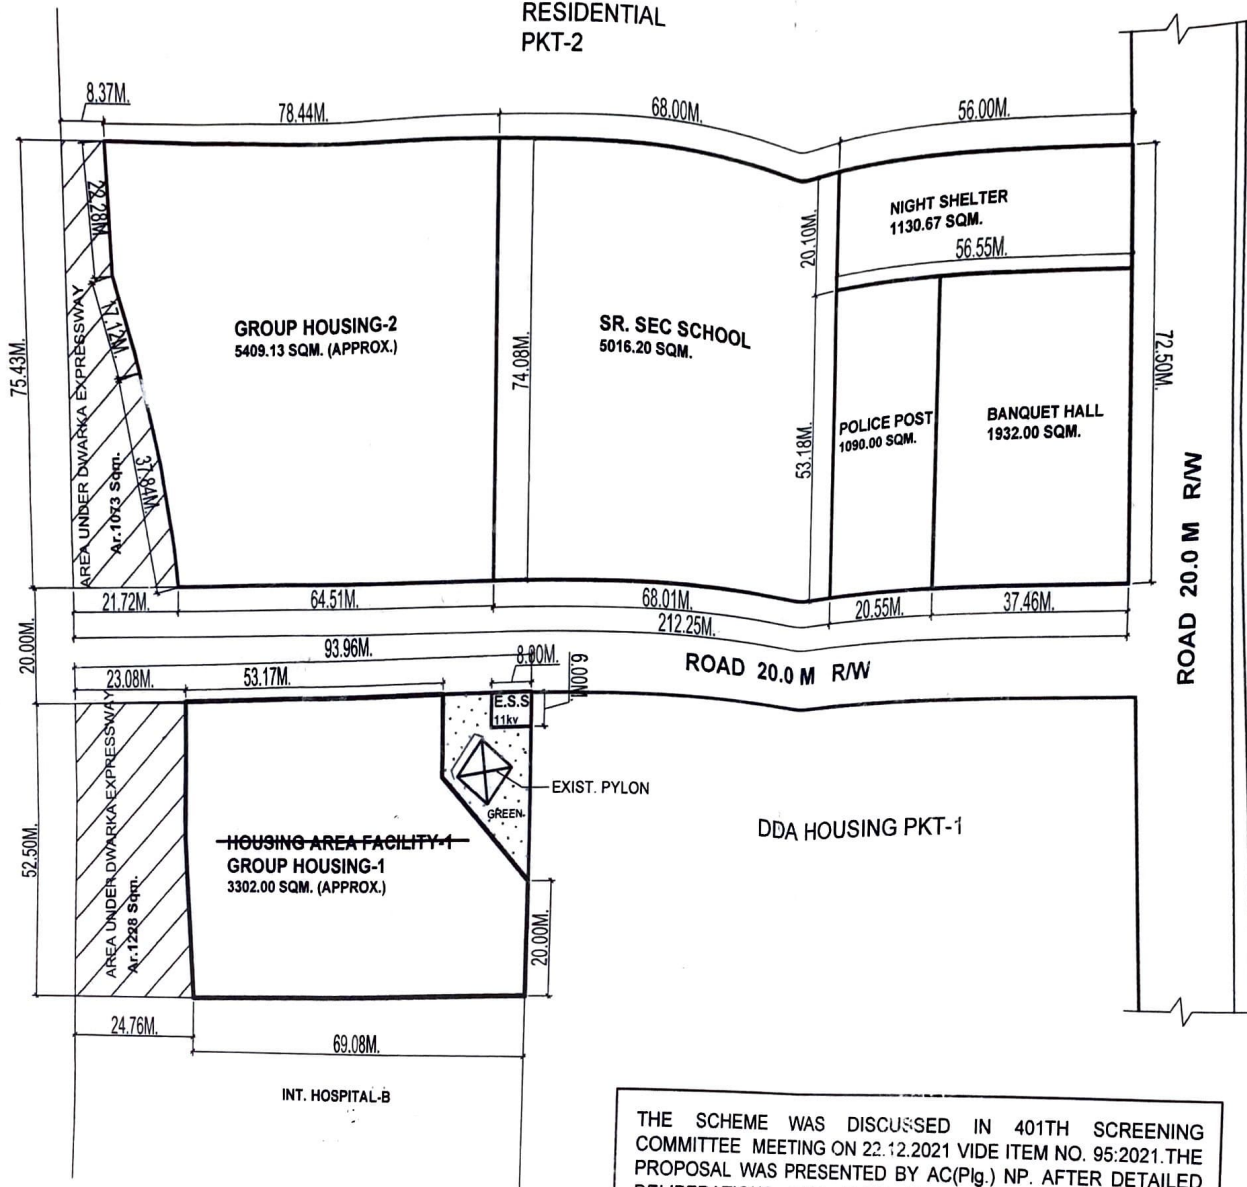 RESIDENTIAL
PKT-2
8.37M.
78.44M.
68.00M.
56.00M.
22.28M.
17.12M.
37.84M.
75.43M.
AREA UNDER DWARKA EXPRESSWAY
Ar.1073 Sqm.
GROUP HOUSING-2
5409.13 SQM. (APPROX.)
74.08M.
SR. SEC SCHOOL
5016.20 SQM.
20.10M.
NIGHT SHELTER
1130.67 SQM.
56.55M.
53.18M.
POLICE POST
1090.00 SQM.
BANQUET HALL
1932.00 SQM.
72.50M.
ROAD 20.0 M R/W
21.72M.
64.51M.
68.01M.
20.55M.
37.46M.
212.25M.
20.00M.
93.96M.
8.00M.
6.00M.
ROAD 20.0 M R/W
23.08M.
53.17M.
E.S.S
11kv
EXIST. PYLON
GREEN
AREA UNDER DWARKA EXPRESSWAY
Ar.1228 Sqm.
52.50M.
HOUSING AREA FACILITY-1
GROUP HOUSING-1
3302.00 SQM. (APPROX.)
DDA HOUSING PKT-1
20.00M.
24.76M.
69.08M.
INT. HOSPITAL-B
THE SCHEME WAS DISCUSSED IN 401TH SCREENING
COMMITTEE MEETING ON 22.12.2021 VIDE ITEM NO. 95:2021.THE
PROPOSAL WAS PRESENTED BY AC(Plg.) NP. AFTER DETAILED